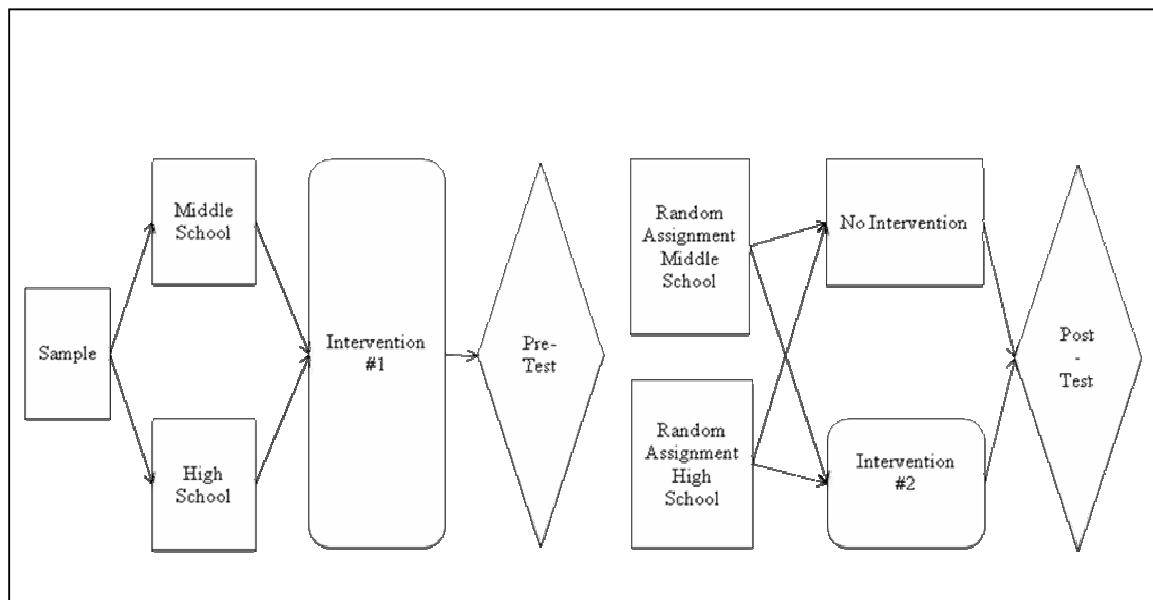 Sample
Middle
School
High
School
Intervention
#1
Pre-
Test
Random
Assignment
Middle
School
Random
Assignment
High
School
No Intervention
Intervention
#2
Post
-
Test